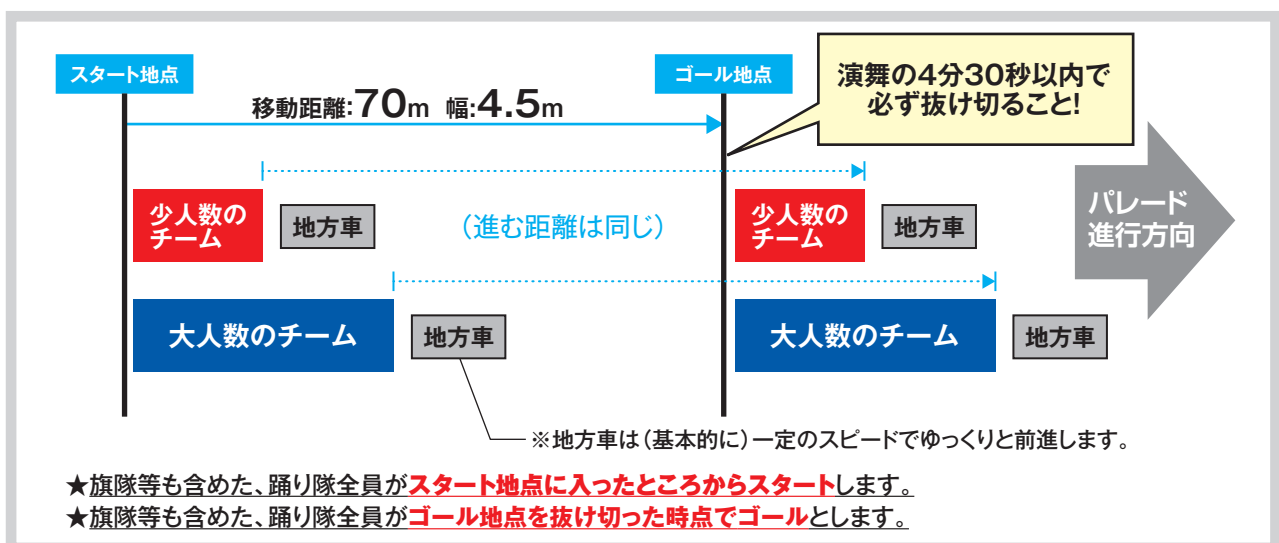 スタート地点
ゴール地点
演舞の4分30秒以内で
必ず抜け切ること!
移動距離:70m 幅:4.5m
少人数の
チーム
地方車
(進む距離は同じ)
少人数の
チーム
地方車
パレード
進行方向
大人数のチーム
地方車
大人数のチーム
地方車
※地方車は(基本的に)一定のスピードでゆっくりと前進します。
★旗隊等も含めた、踊り隊全員がスタート地点に入ったところからスタートします。
★旗隊等も含めた、踊り隊全員がゴール地点を抜け切った時点でゴールとします。